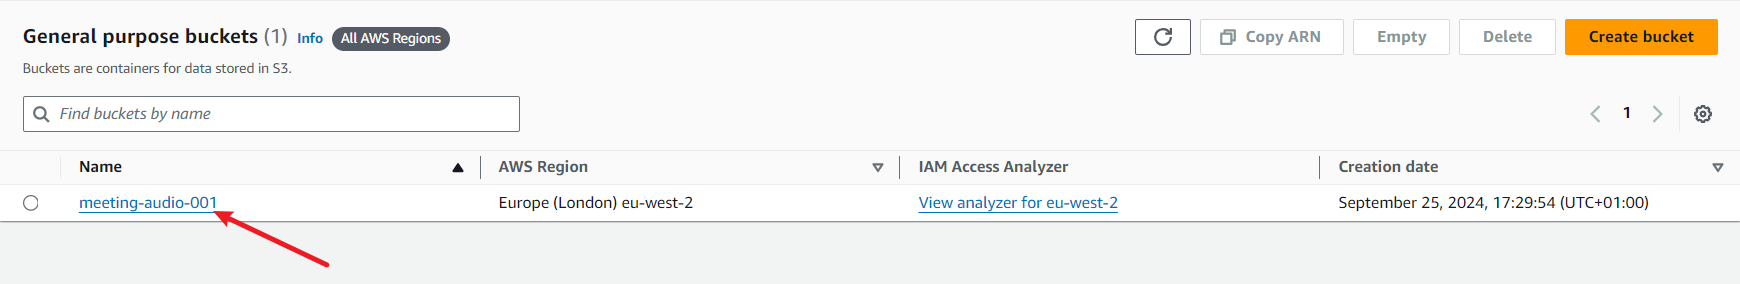 General purpose buckets (1) Info All AWS Regions
Copy ARN Empty Delete Create bucket
Buckets are containers for data stored in S3.
Find buckets by name
1
Name AWS Region IAM Access Analyzer Creation date
meeting-audio-001 Europe (London) eu-west-2 View analyzer for eu-west-2 September 25, 2024, 17:29:54 (UTC+01:00)